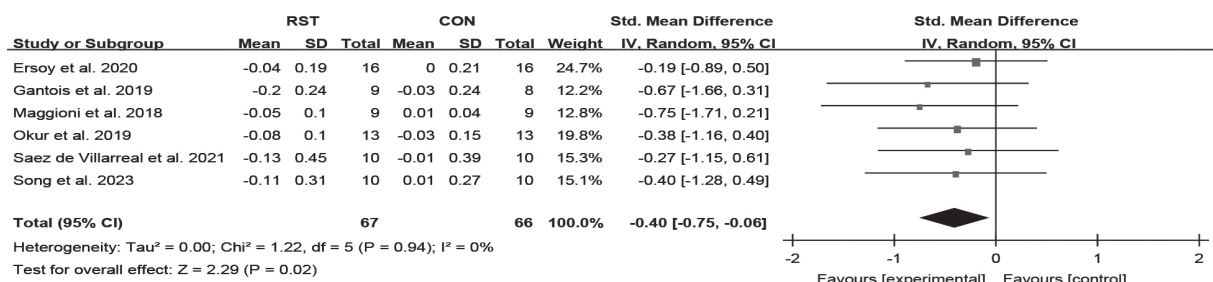 RST CON Std. Mean Difference Std. Mean Difference
Study or Subgroup Mean SD Total Mean SD Total Weight IV, Random, 95% CI IV, Random, 95% CI
Ersoy et al. 2020 -0.04 0.19 16 0 0.21 16 24.7% -0.19 [-0.89, 0.50]
Gantois et al. 2019 -0.2 0.24 9 -0.03 0.24 8 12.2% -0.67 [-1.66, 0.31]
Maggioni et al. 2018 -0.05 0.1 9 0.01 0.04 9 12.8% -0.75 [-1.71, 0.21]
Okur et al. 2019 -0.08 0.1 13 -0.03 0.15 13 19.8% -0.38 [-1.16, 0.40]
Saez de Villarreal et al. 2021 -0.13 0.45 10 -0.01 0.39 10 15.3% -0.27 [-1.15, 0.61]
Song et al. 2023 -0.11 0.31 10 0.01 0.27 10 15.1% -0.40 [-1.28, 0.49]
Total (95% CI) 67 66 100.0% -0.40 [-0.75, -0.06]
Heterogeneity: Tau² = 0.00; Chi² = 1.22, df = 5 (P = 0.94); I² = 0%
Test for overall effect: Z = 2.29 (P = 0.02)
-2 -1 0 1 2
Favours [experimental] Favours [control]